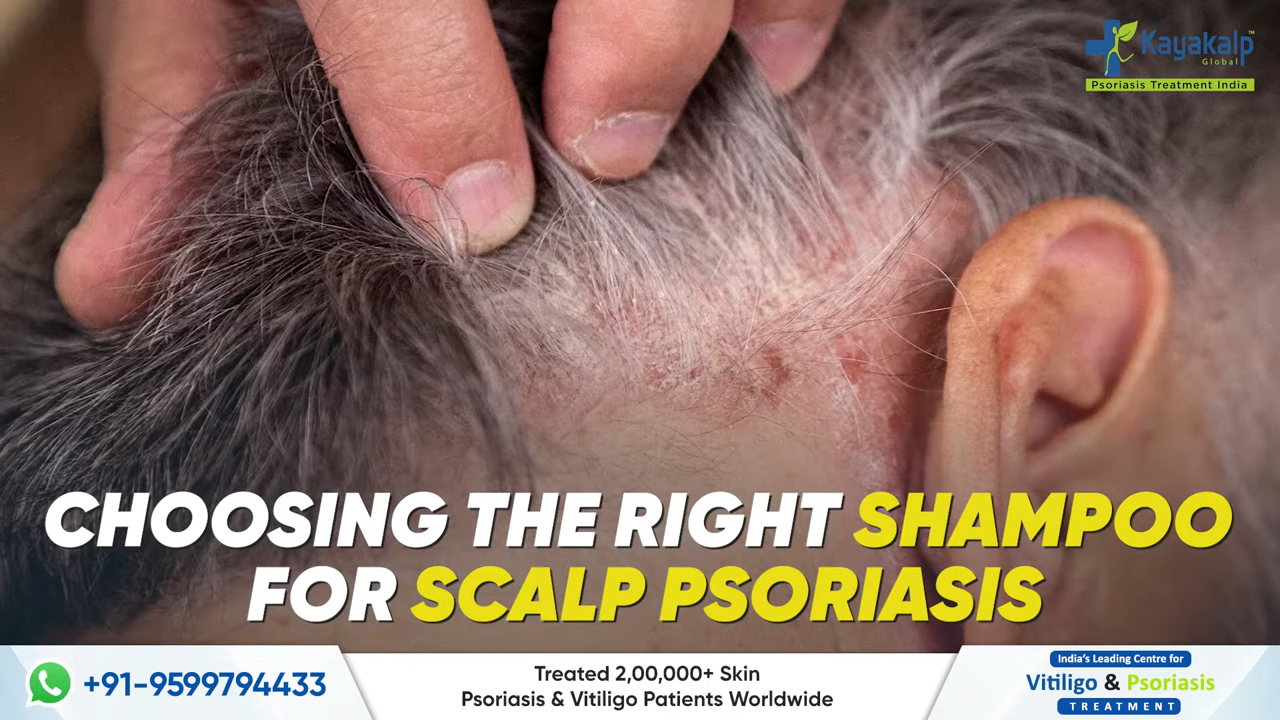 Kayakalp™
Global
Psoriasis Treatment India
CHOOSING THE RIGHT SHAMPOO
FOR SCALP PSORIASIS
+91-9599794433
Treated 2,00,000+ Skin
Psoriasis & Vitiligo Patients Worldwide
India's Leading Centre for
Vitiligo & Psoriasis
TREATMENT